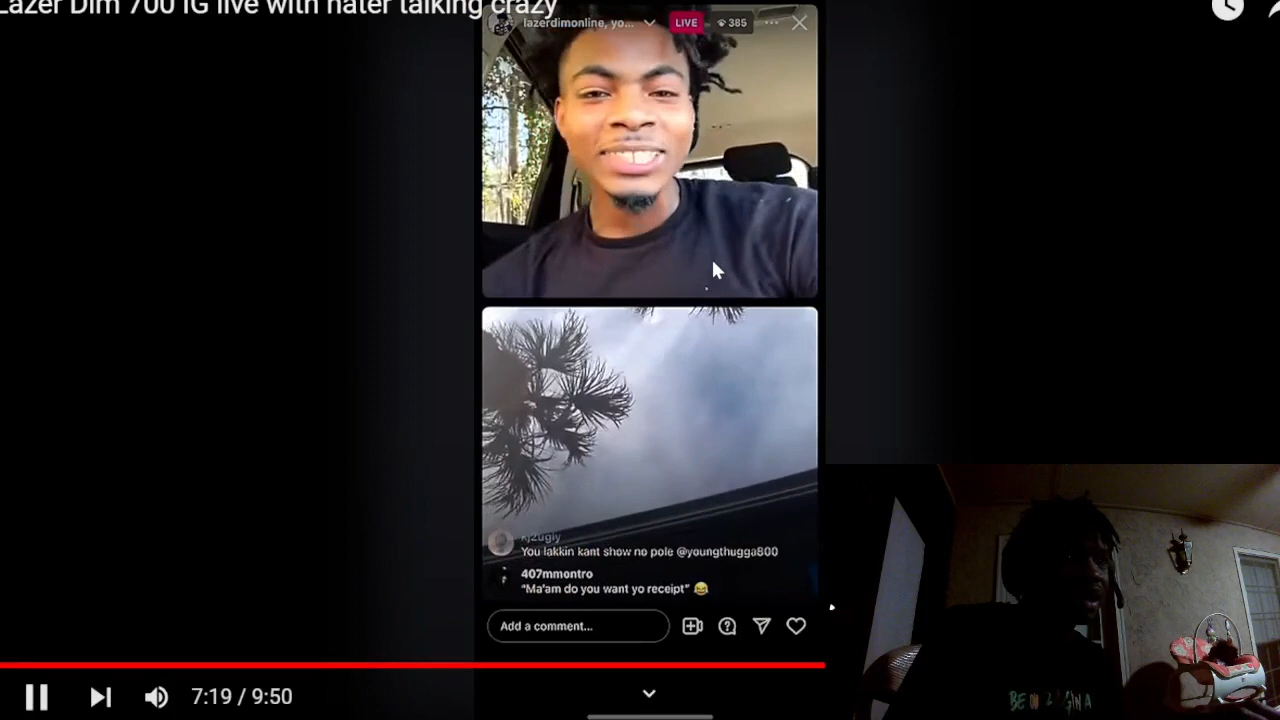 Lazer Dim 700 IG live with hater talking crazy
lazerdimonline, yo...
LIVE
385
kj2ugly
You lakkin kant show no pole @youngthugga800
407mmontro
“Ma'am do you want yo receipt” 😂
Add a comment...
7:19 / 9:50